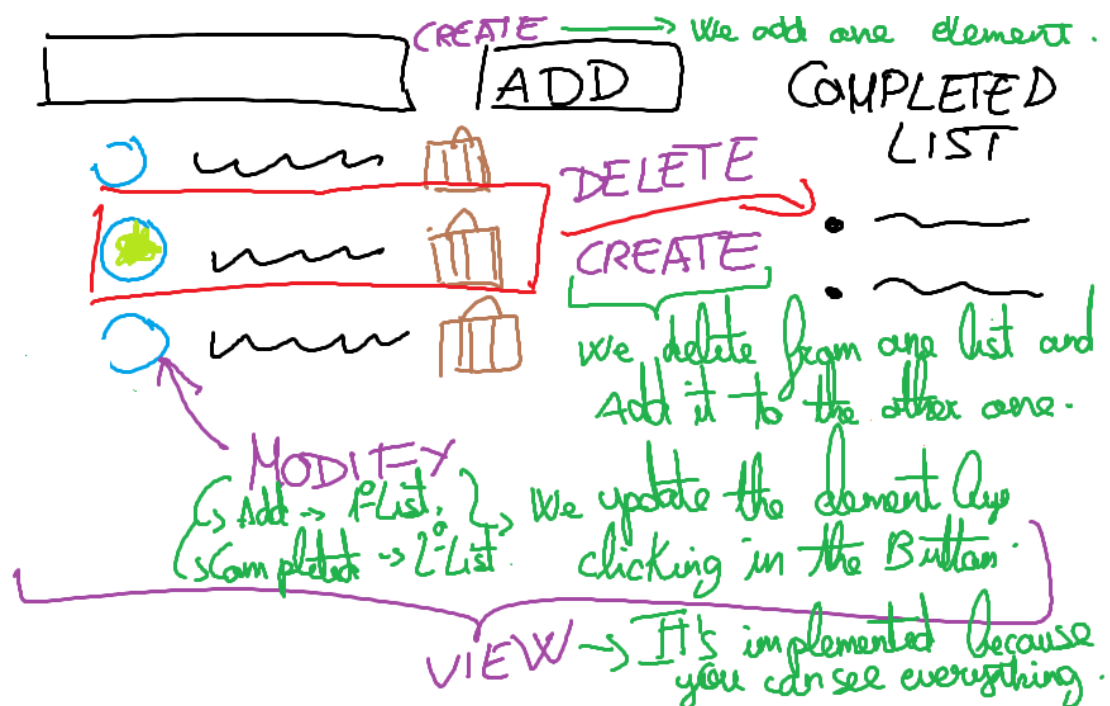 CREATE → We add one element.
ADD
COMPLETED
LIST
DELETE
CREATE
We delete from one list and
Add it to the other one.
MODIFY
↳ Add → 1º List.
↳ Completed → 2º List.
→ We update the element by
clicking in the Button.
VIEW → It's implemented because
you can see everything.